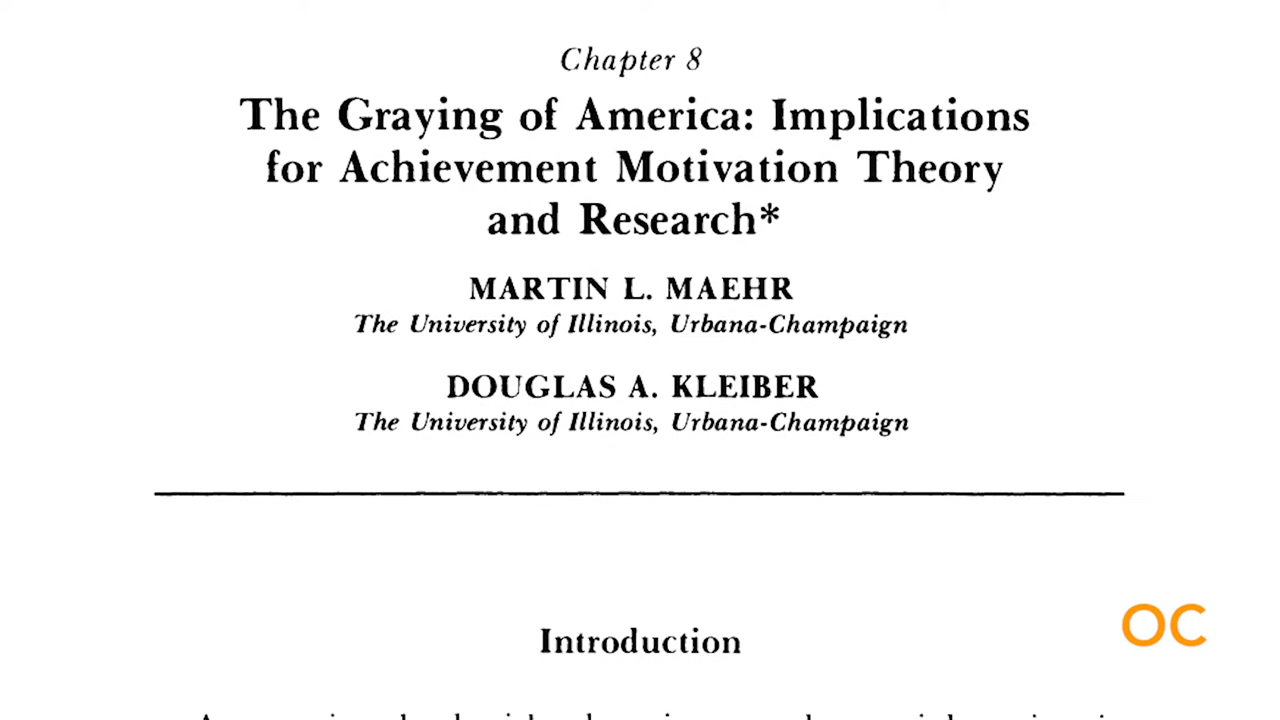 Chapter 8
The Graying of America: Implications
for Achievement Motivation Theory
and Research*
MARTIN L. MAEHR
The University of Illinois, Urbana-Champaign
DOUGLAS A. KLEIBER
The University of Illinois, Urbana-Champaign
Introduction
OC